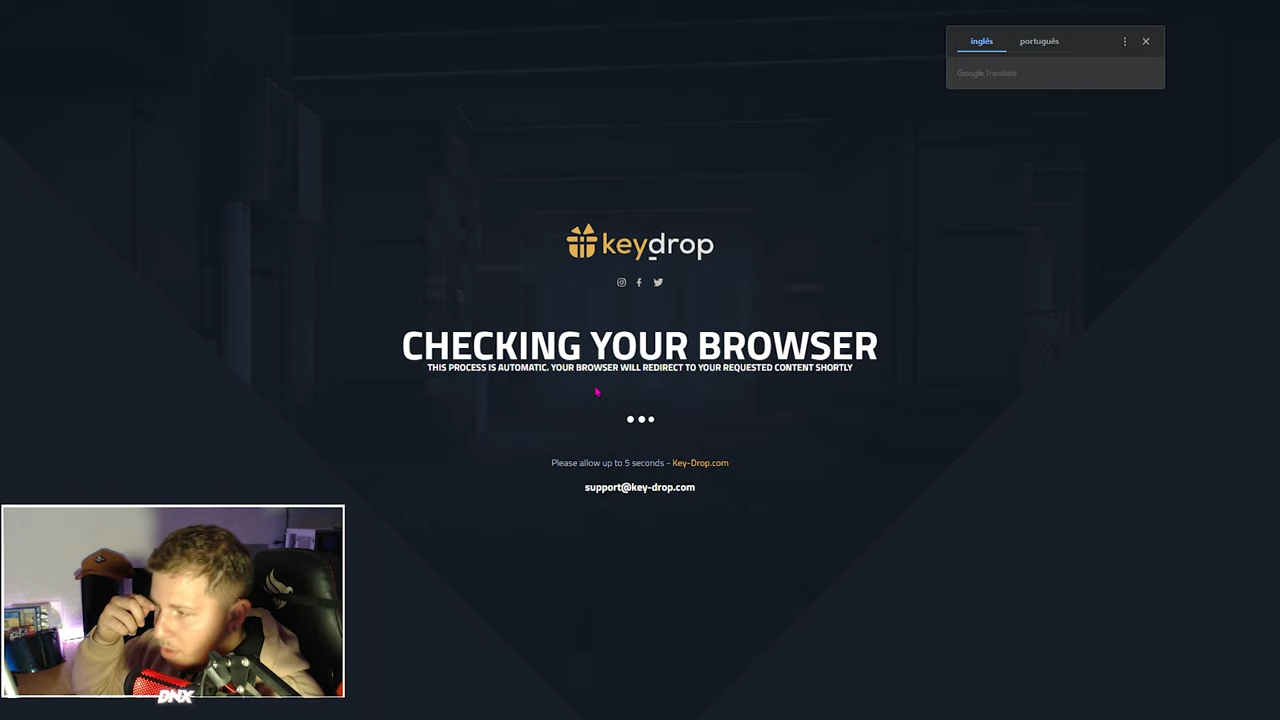 inglês português
Google Translate
keydrop
CHECKING YOUR BROWSER
THIS PROCESS IS AUTOMATIC. YOUR BROWSER WILL REDIRECT TO YOUR REQUESTED CONTENT SHORTLY
Please allow up to 5 seconds - Key-Drop.com
support@key-drop.com
DNX